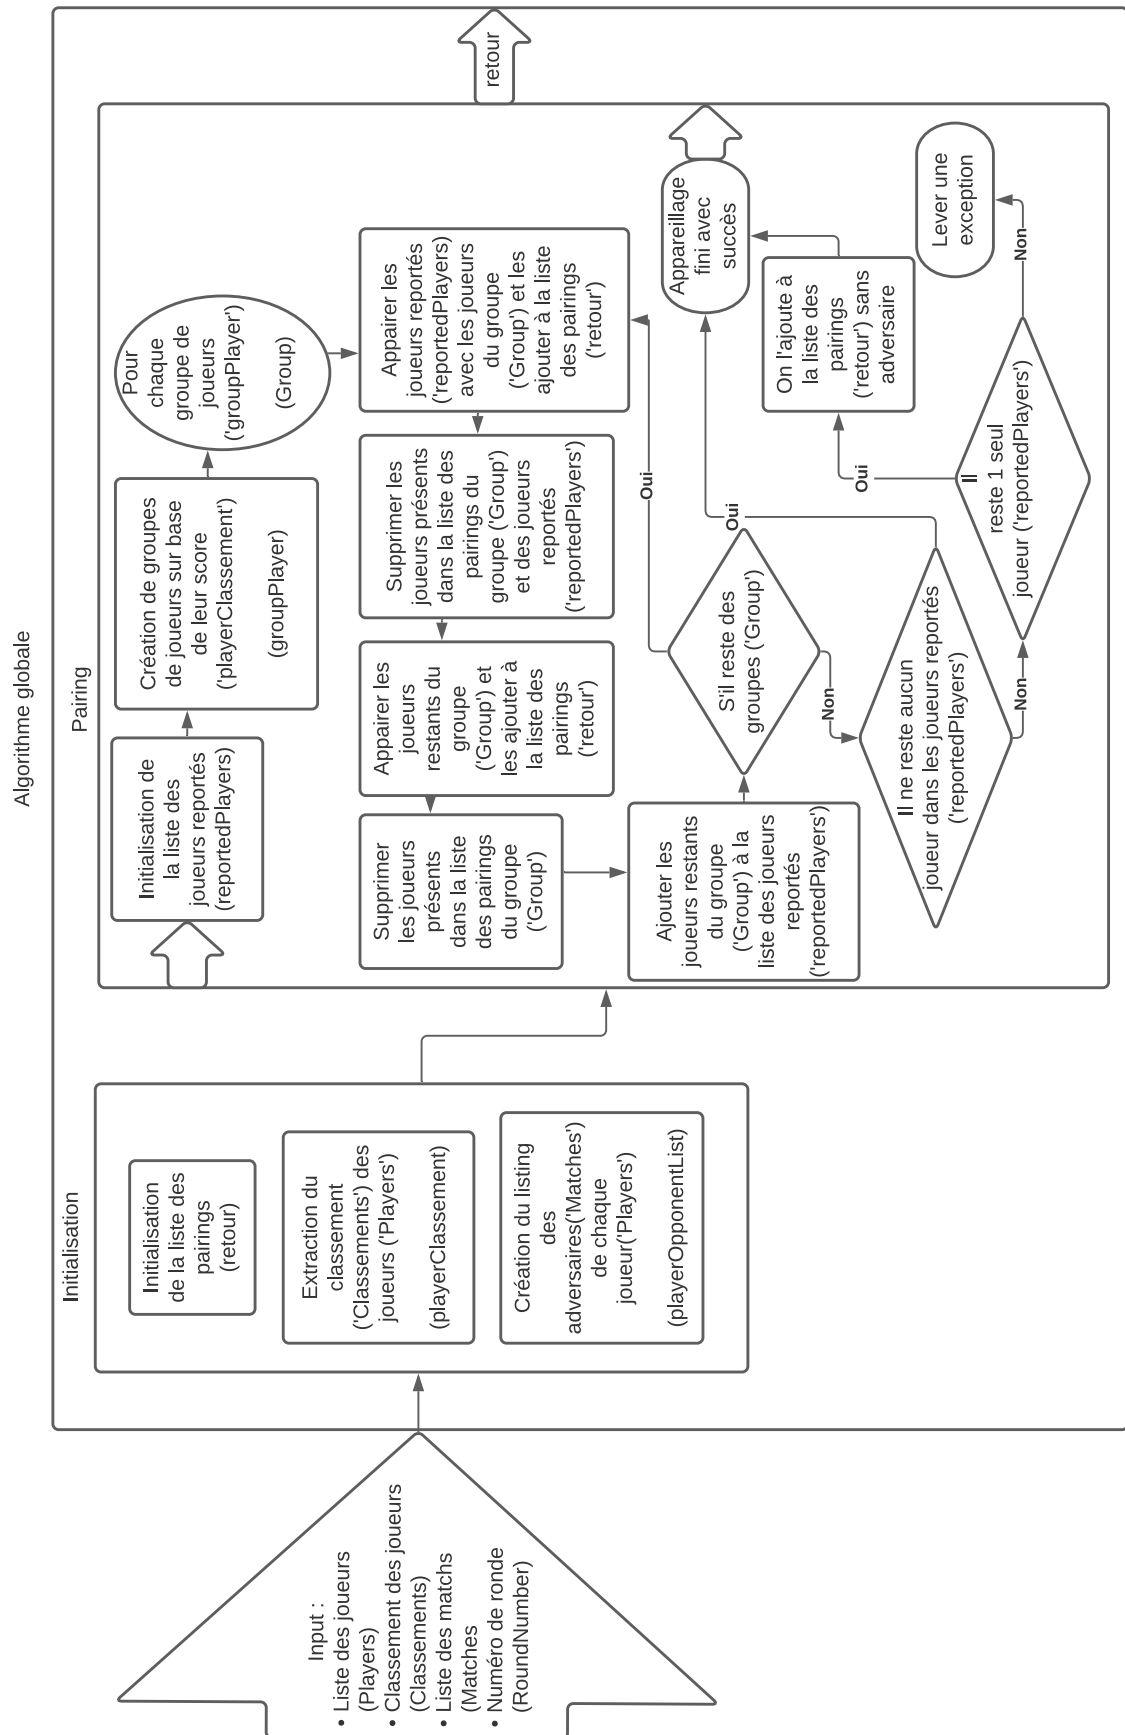 Algorithme globale
Input :
• Liste des joueurs
(Players)
• Classement des joueurs
(Classements)
• Liste des matchs
(Matches
• Numéro de ronde
(RoundNumber)
Initialisation
Initialisation
de la liste des
pairings
(retour)
Extraction du
classement
('Classements') des
joueurs ('Players')
(playerClassement)
Création du listing
des
adversaires('Matches')
de chaque
joueur('Players')
(playerOpponentList)
Pairing
Initialisation de
la liste des
joueurs reportés
(reportedPlayers)
Création de groupes
de joueurs sur base
de leur score
('playerClassement')
(groupPlayer)
Pour
chaque
groupe de
joueurs
('groupPlayer')
(Group)
Appairer les
joueurs reportés
('reportedPlayers')
avec les joueurs
du groupe
('Group') et les
ajouter à la liste
des pairings
('retour')
Supprimer les
joueurs présents
dans la liste des
pairings du
groupe ('Group')
et des joueurs
reportés
('reportedPlayers')
Appairer les
joueurs
restants du
groupe
('Group') et
les ajouter à
la liste des
pairings
('retour')
Supprimer
les joueurs
présents
dans la liste
des pairings
du groupe
('Group')
Ajouter les
joueurs restants
du groupe
('Group') à la
liste des joueurs
reportés
('reportedPlayers')
S'il reste des
groupes ('Group')
Oui
Non
Il ne reste aucun
joueur dans les joueurs reportés
('reportedPlayers')
Oui
Non
Il
reste 1 seul
joueur ('reportedPlayers')
Oui
Non
On l'ajoute à
la liste des
pairings
('retour') sans
adversaire
Appareillage
fini avec
succès
Lever une
exception
retour